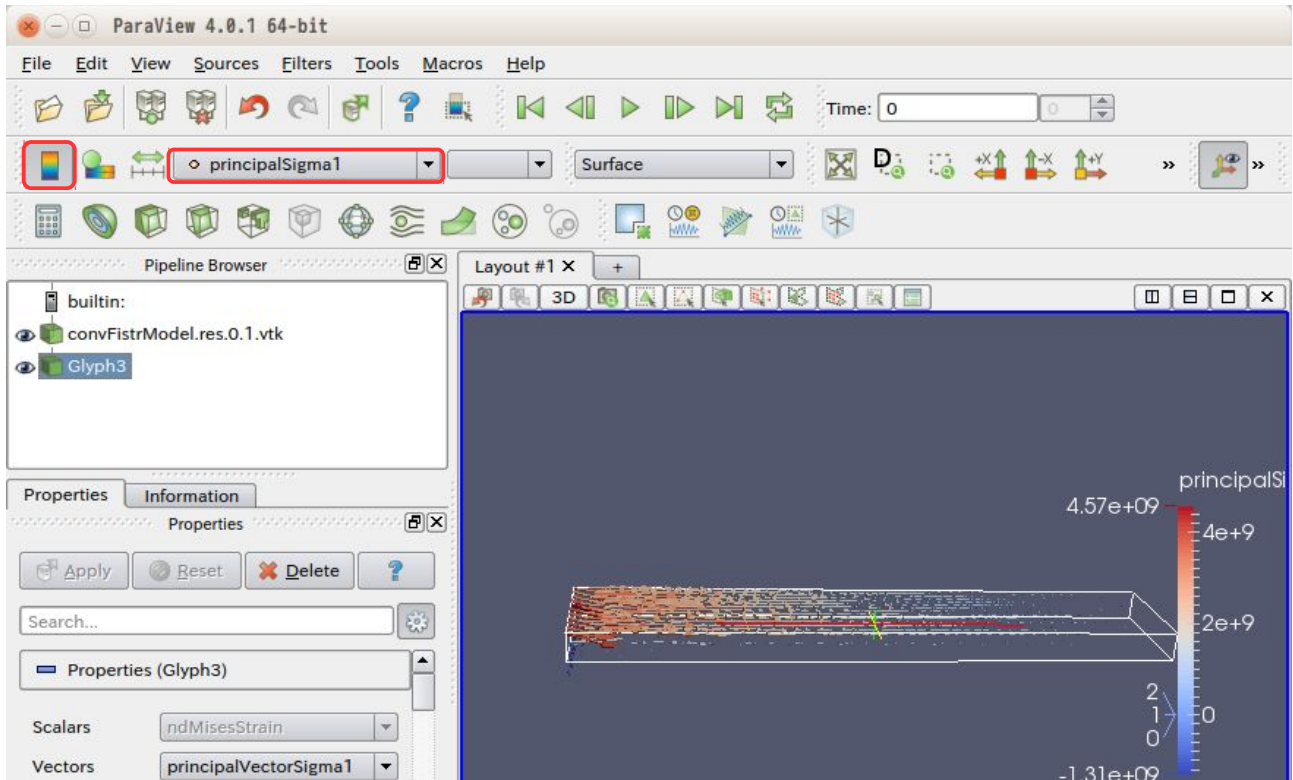 ParaView 4.0.1 64-bit
File Edit View Sources Filters Tools Macros Help
? Time: 0 0
principalSigma1 Surface D +X -X +Y » »
Pipeline Browser
Layout #1 +
builtin:
3D
convFistrModel.res.0.1.vtk
Glyph3
Properties Information
Properties
principalSi
4.57e+09
4e+9
Apply Reset Delete ?
Search...
2e+9
Properties (Glyph3)
2
1
0
0
Scalars ndMisesStrain
Vectors principalVectorSigma1
-1.31e+09